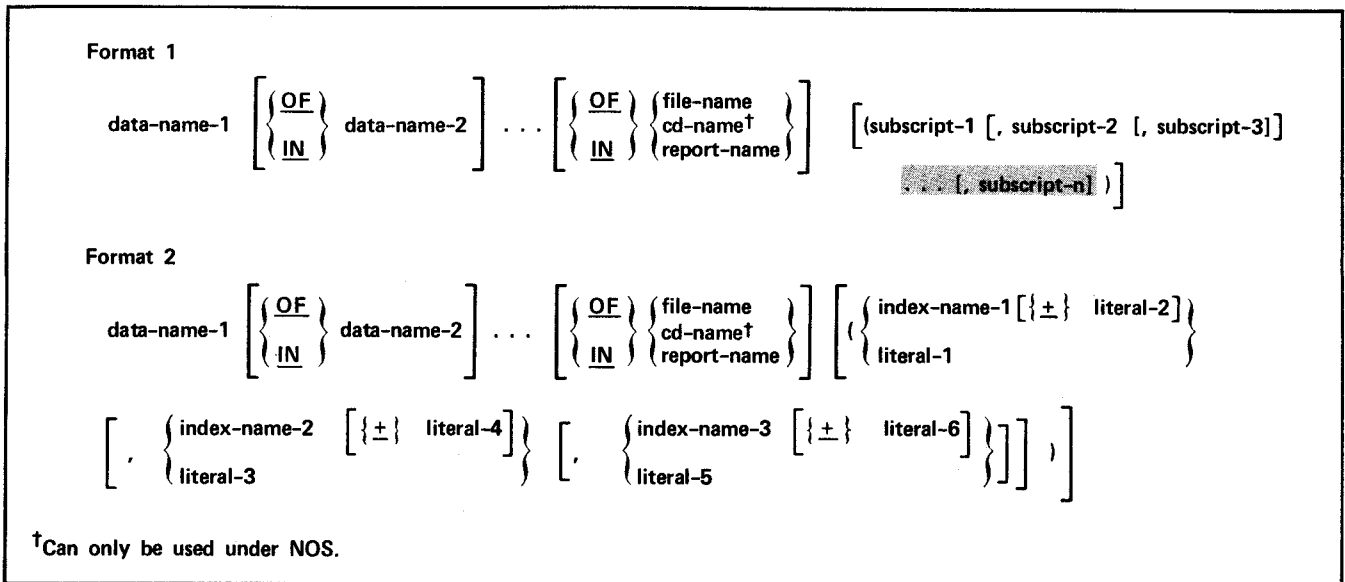 Format 1
data-name-1 [{OF IN} data-name-2] . . . [{OF IN} {file-name cd-name† report-name}] [(subscript-1 [, subscript-2 [, subscript-3]]
. . . [, subscript-n] )]
Format 2
data-name-1 [{OF IN} data-name-2] . . . [{OF IN} {file-name cd-name† report-name}] [( {index-name-1 [{±} literal-2] literal-1}
[, {index-name-2 [{±} literal-4] literal-3} [, {index-name-3 [{±} literal-6] literal-5}]] )]
†Can only be used under NOS.